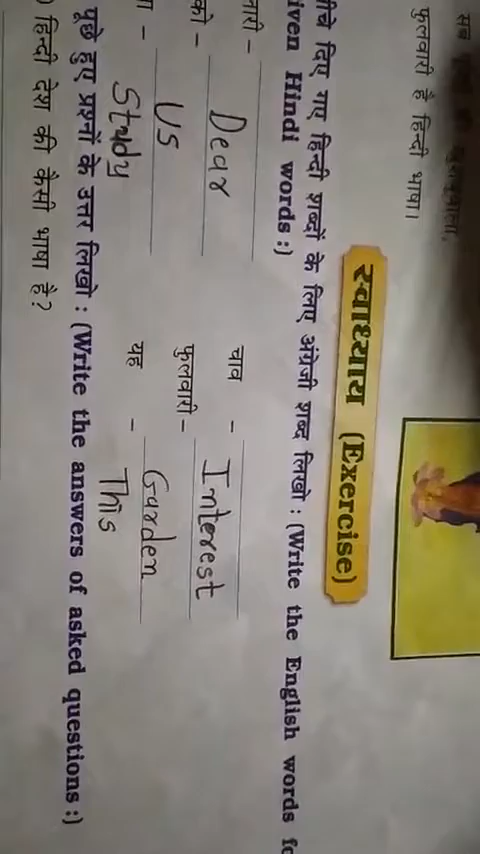 फुलवारी है हिन्दी भाषा।
स्वाध्याय (Exercise)
दिए गए हिन्दी शब्दों के लिए अंग्रेजी शब्द लिखो : (Write the English words
Hindi words :)
Dear चाव - Interest
को - Us फुलवारी - Garden
Study यह - This
पूछे हुए प्रश्नों के उत्तर लिखो : (Write the answers of asked questions :)
) हिन्दी देश की कैसी भाषा है?